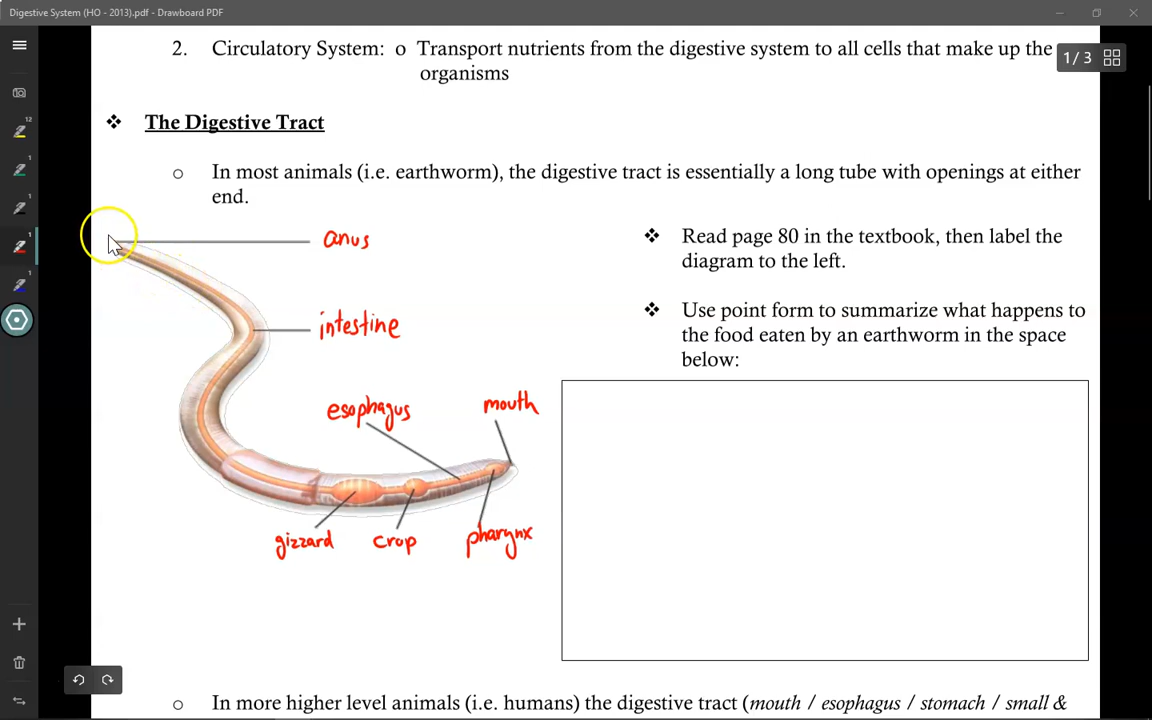 Digestive System (HO - 2013).pdf - Drawboard PDF
2. Circulatory System: o Transport nutrients from the digestive system to all cells that make up the
organisms
1 / 3
❖ The Digestive Tract
o In most animals (i.e. earthworm), the digestive tract is essentially a long tube with openings at either
end.
anus
intestine
esophagus
mouth
gizzard
crop
pharynx
❖ Read page 80 in the textbook, then label the
diagram to the left.
❖ Use point form to summarize what happens to
the food eaten by an earthworm in the space
below:
o In more higher level animals (i.e. humans) the digestive tract (mouth / esophagus / stomach / small &
12
1
1
1
1